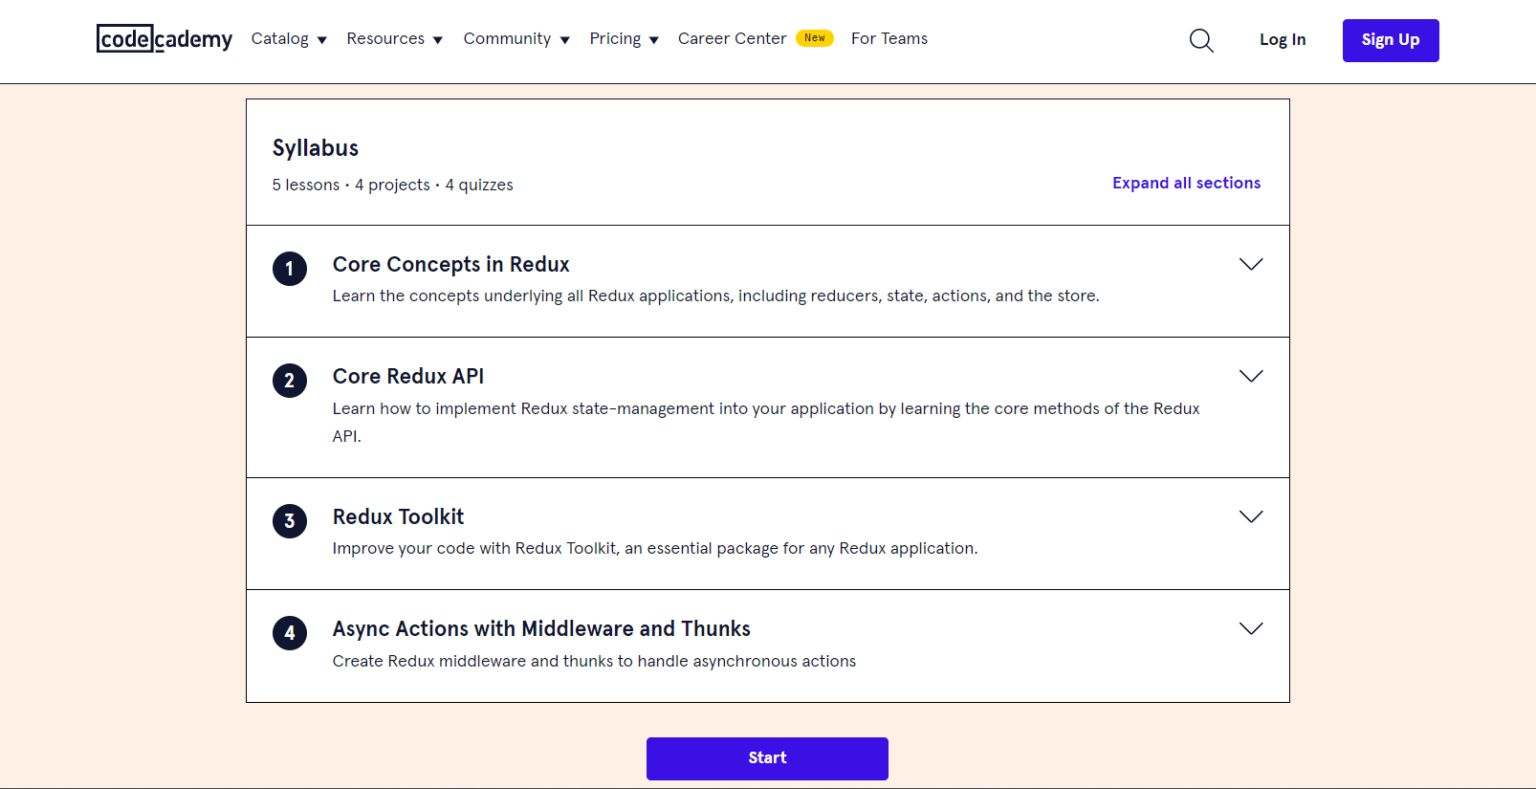 codecademy Catalog Resources Community Pricing Career Center New For Teams Log In Sign Up
Syllabus
5 lessons • 4 projects • 4 quizzes
Expand all sections
1 Core Concepts in Redux
Learn the concepts underlying all Redux applications, including reducers, state, actions, and the store.
2 Core Redux API
Learn how to implement Redux state-management into your application by learning the core methods of the Redux
API.
3 Redux Toolkit
Improve your code with Redux Toolkit, an essential package for any Redux application.
4 Async Actions with Middleware and Thunks
Create Redux middleware and thunks to handle asynchronous actions
Start